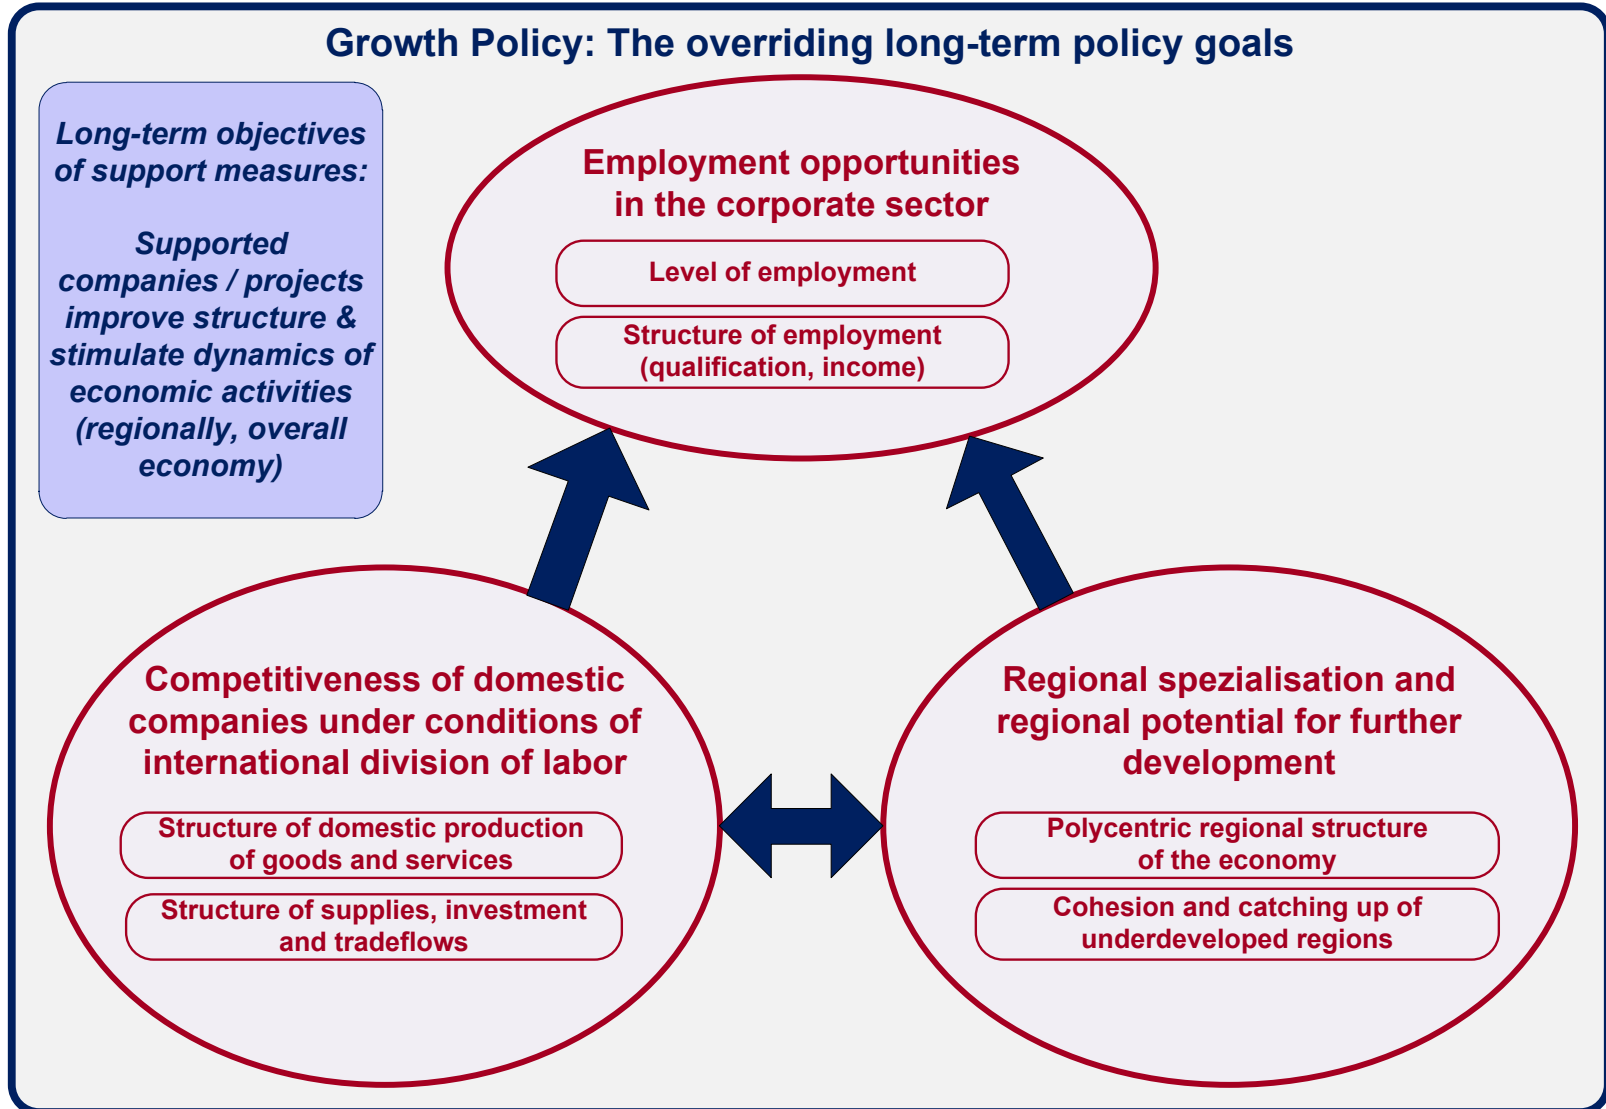 Growth Policy: The overriding long-term policy goals
Long-term objectives
of support measures:
Supported
companies / projects
improve structure &
stimulate dynamics of
economic activities
(regionally, overall
economy)
Employment opportunities
in the corporate sector
Level of employment
Structure of employment
(qualification, income)
Competitiveness of domestic
companies under conditions of
international division of labor
Structure of domestic production
of goods and services
Structure of supplies, investment
and tradeflows
Regional spezialisation and
regional potential for further
development
Polycentric regional structure
of the economy
Cohesion and catching up of
underdeveloped regions